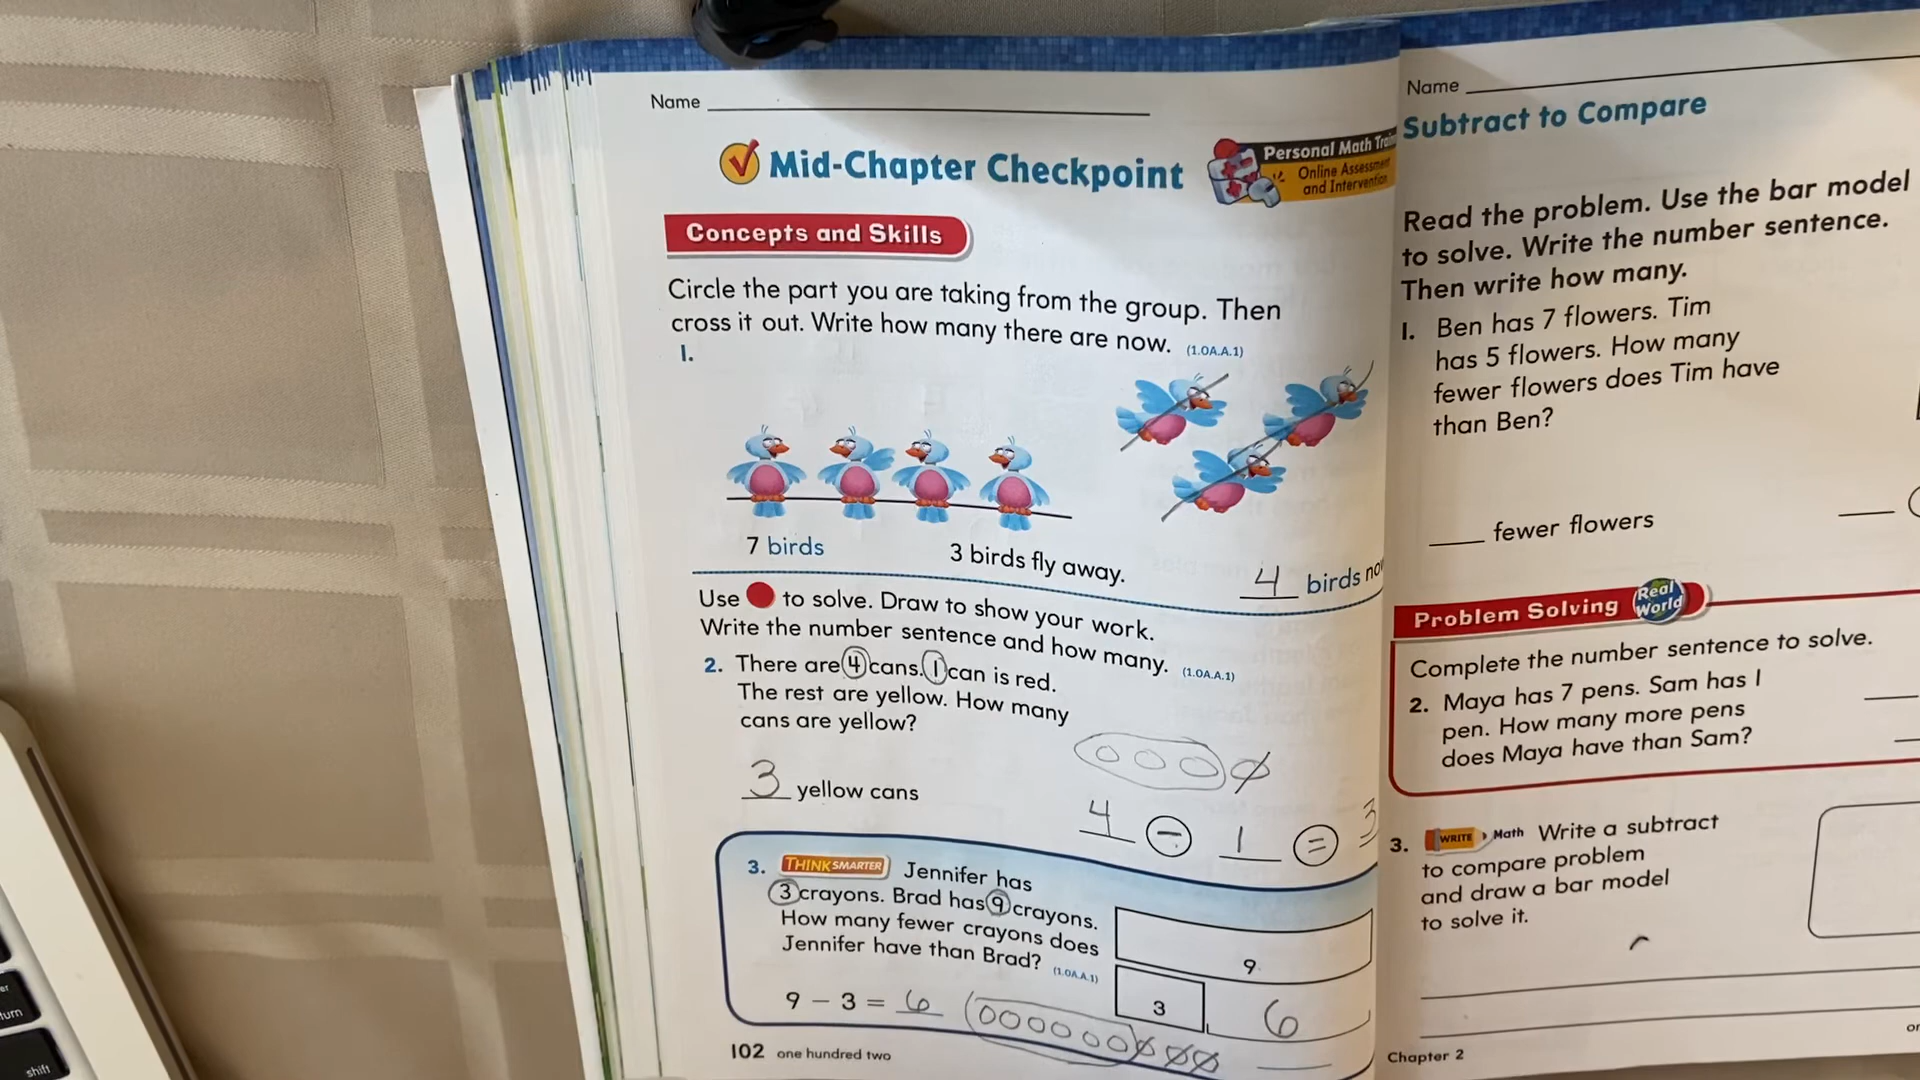 Name
Mid-Chapter Checkpoint
Personal Math
Online
and Intervention
Concepts and Skills
Circle the part you are taking from the group. Then
cross it out. Write how many there are now. (1.OA.A.1)
1.
7 birds
3 birds fly away.
4 birds
Use to solve. Draw to show your work.
Write the number sentence and how many. (1.OA.A.1)
2. There are 4 cans. 1 can is red.
The rest are yellow. How many
cans are yellow?
3 yellow cans
4 − 1 = 3
3. THINK SMARTER Jennifer has
3 crayons. Brad has 9 crayons.
How many fewer crayons does
Jennifer have than Brad? (1.OA.A.1)
9 − 3 = 6
9
3 6
102 one hundred two
Name
Subtract to Compare
Read the problem. Use the bar model
to solve. Write the number sentence.
Then write how many.
1. Ben has 7 flowers. Tim
has 5 flowers. How many
fewer flowers does Tim have
than Ben?
fewer flowers
Problem Solving Real World
Complete the number sentence to solve.
2. Maya has 7 pens. Sam has 1
pen. How many more pens
does Maya have than Sam?
3. WRITE Math Write a subtract
to compare problem
and draw a bar model
to solve it.
Chapter 2
shift